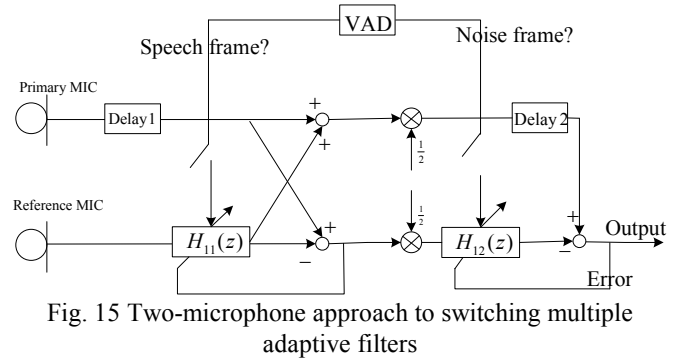 VAD
Speech frame?
Noise frame?
Primary MIC
Delay1
+
+
Delay 2
1/2
Reference MIC
1/2
H₁₁(z)
+
−
H₁₂(z)
+
−
Output
Error
Fig. 15 Two-microphone approach to switching multiple
adaptive filters